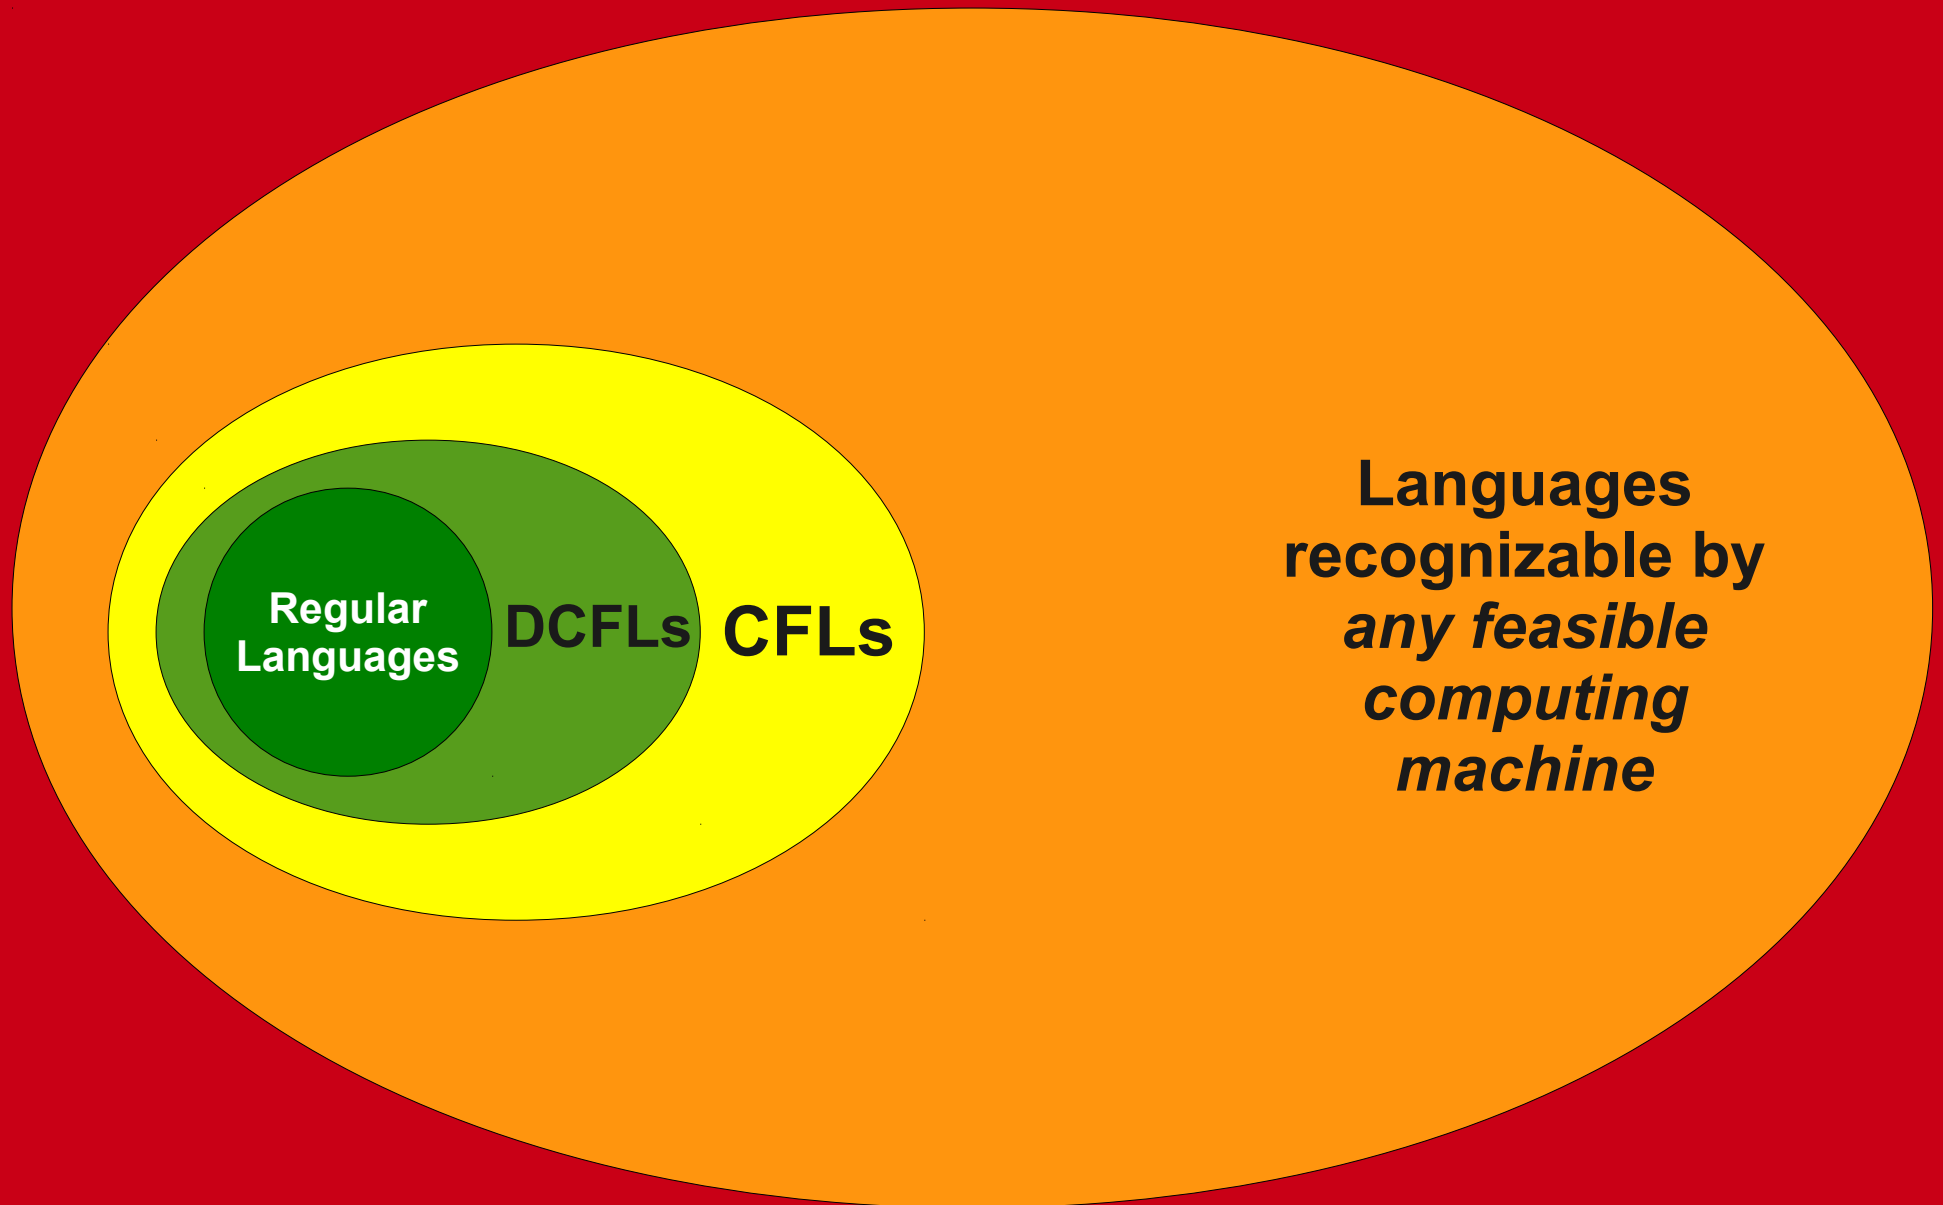 Regular
Languages
DCFLs
CFLs
Languages
recognizable by
any feasible
computing
machine